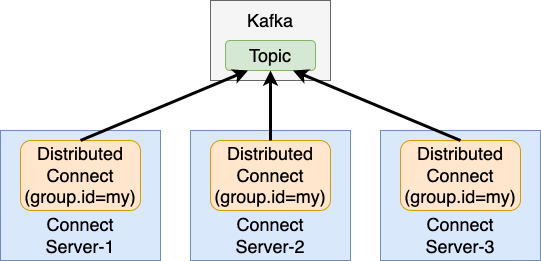 Kafka
Topic
Distributed
Connect
(group.id=my)
Connect
Server-1
Distributed
Connect
(group.id=my)
Connect
Server-2
Distributed
Connect
(group.id=my)
Connect
Server-3